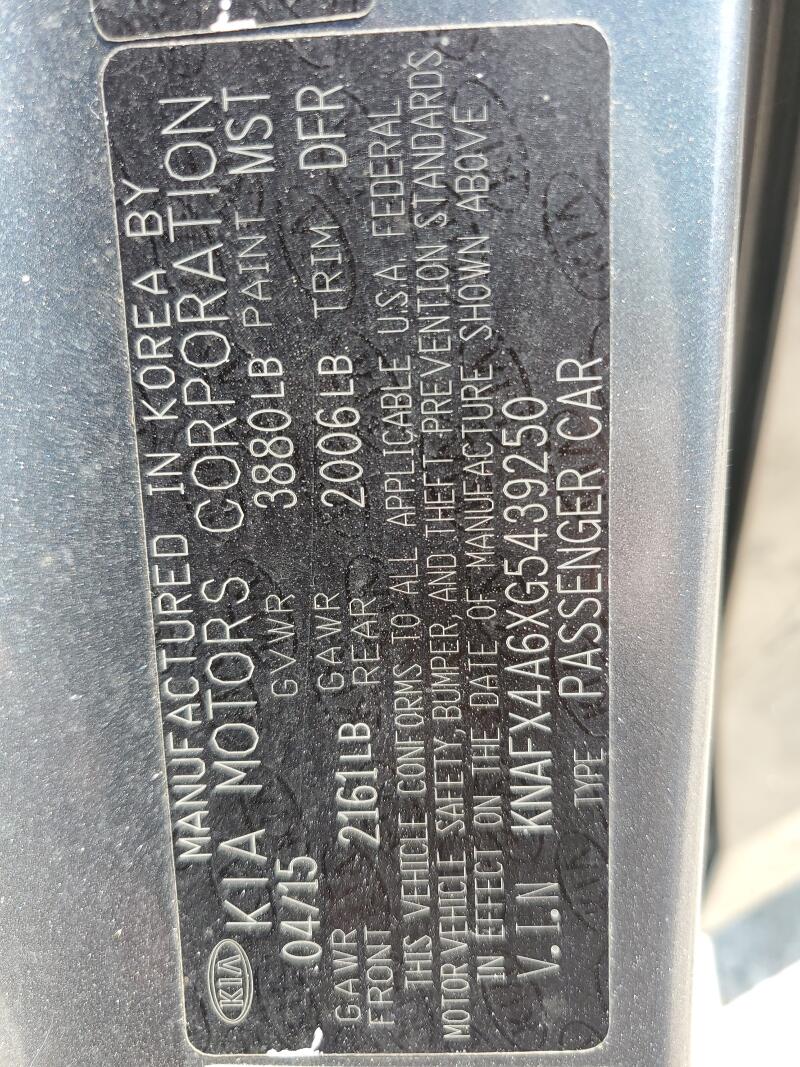 MANUFACTURED IN KOREA BY
KIA KIA MOTORS CORPORATION
04/15 GVWR 3880LB PAINT MST
GAWR FRONT 2161LB GAWR REAR 2006LB TRIM DFR
THIS VEHICLE CONFORMS TO ALL APPLICABLE U.S.A. FEDERAL
MOTOR VEHICLE SAFETY, BUMPER, AND THEFT PREVENTION STANDARDS
IN EFFECT ON THE DATE OF MANUFACTURE SHOWN ABOVE
V.I.N KNAFX4A6XG5439250
TYPE PASSENGER CAR